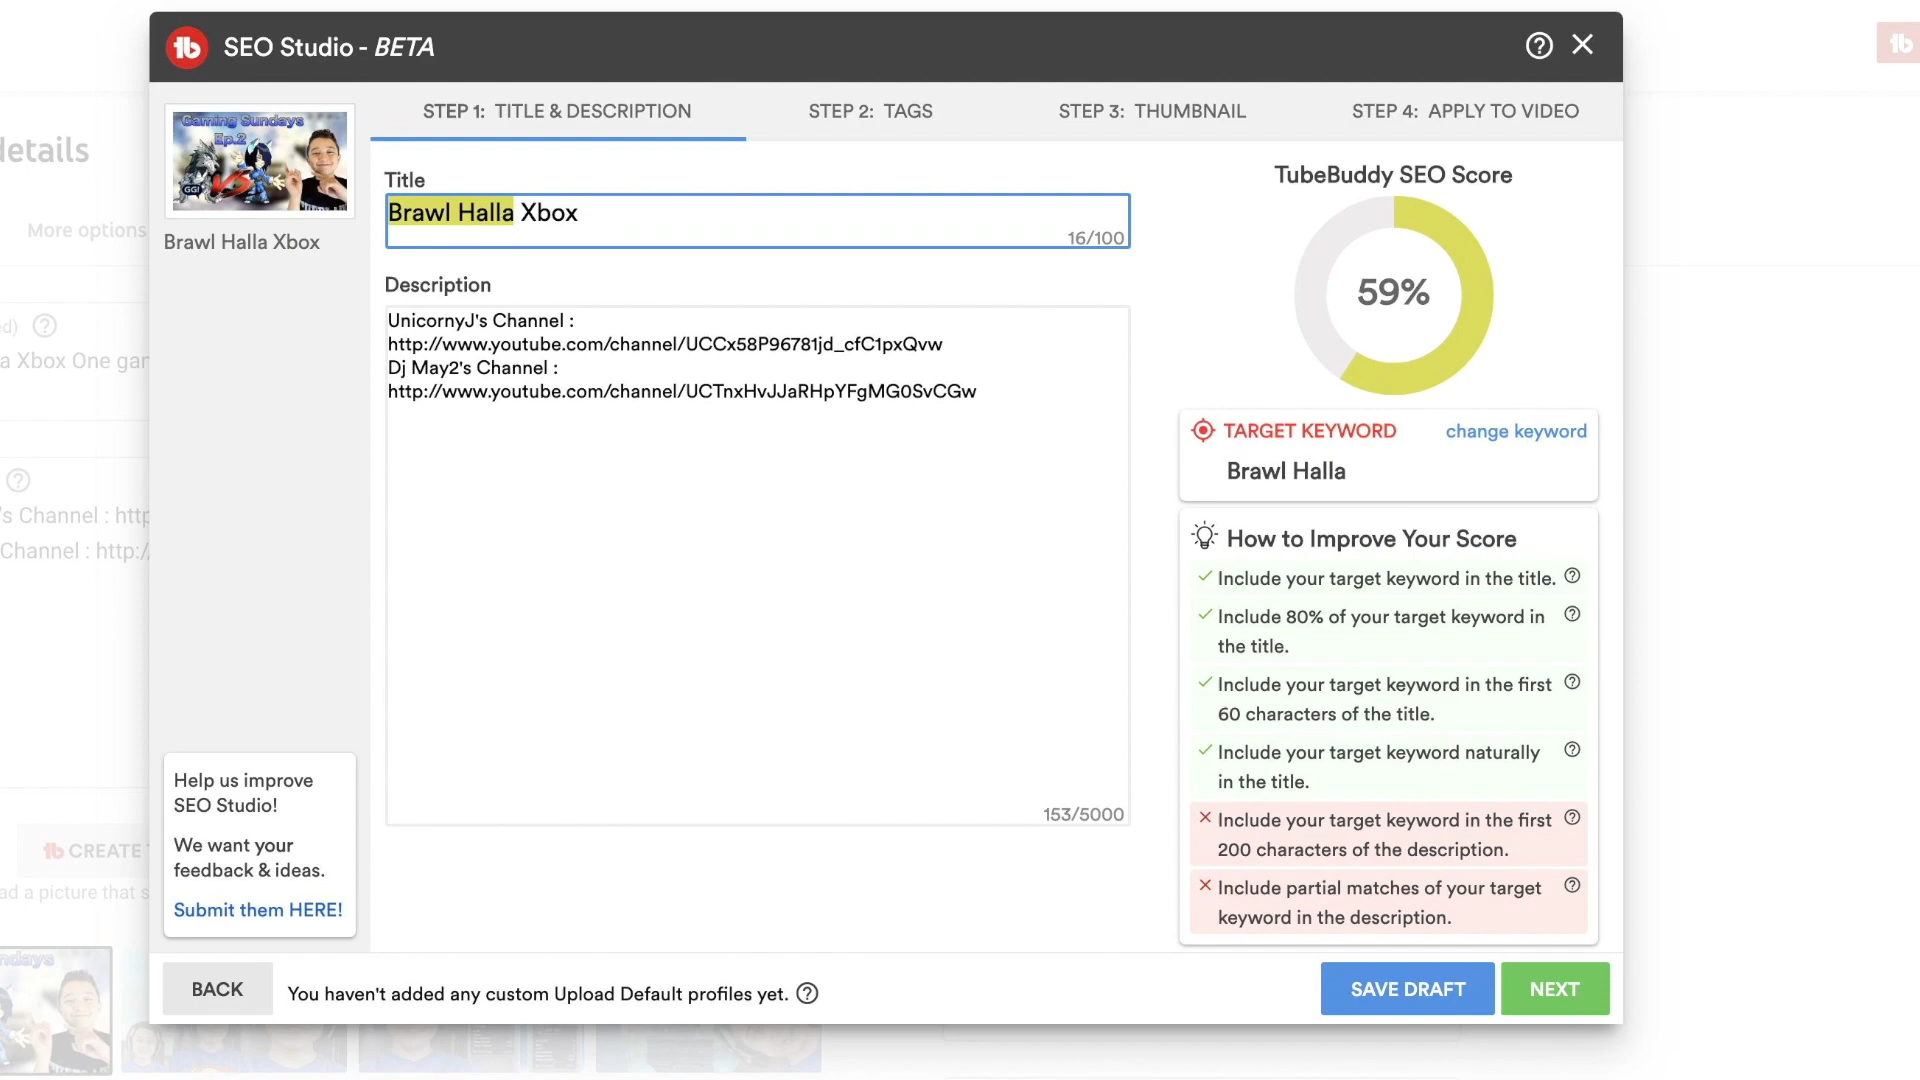 SEO Studio - BETA
STEP 1: TITLE & DESCRIPTION
STEP 2: TAGS
STEP 3: THUMBNAIL
STEP 4: APPLY TO VIDEO
Gaming Sundays
Ep.2
GG!
VS
Brawl Halla Xbox
Title
Brawl Halla Xbox
16/100
Description
UnicornyJ's Channel :
http://www.youtube.com/channel/UCCx58P96781jd_cfC1pxQvw
Dj May2's Channel :
http://www.youtube.com/channel/UCTnxHvJJaRHpYFgMG0SvCGw
153/5000
TubeBuddy SEO Score
59%
TARGET KEYWORD
change keyword
Brawl Halla
How to Improve Your Score
Include your target keyword in the title.
Include 80% of your target keyword in
the title.
Include your target keyword in the first
60 characters of the title.
Include your target keyword naturally
in the title.
Include your target keyword in the first
200 characters of the description.
Include partial matches of your target
keyword in the description.
Help us improve
SEO Studio!
We want your
feedback & ideas.
Submit them HERE!
BACK
You haven't added any custom Upload Default profiles yet.
SAVE DRAFT
NEXT
details
More options
a Xbox One gar
's Channel : http
Channel : http:/
CREATE
ad a picture that s